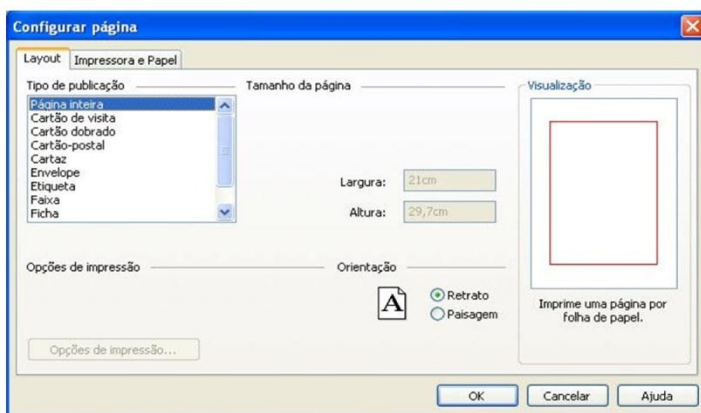 Configurar página
Layout
Impressora e Papel
Tipo de publicação
Página inteira
Cartão de visita
Cartão dobrado
Cartão-postal
Cartaz
Envelope
Etiqueta
Faixa
Ficha
Tamanho da página
Largura: 21cm
Altura: 29,7cm
Opções de impressão
Opções de impressão...
Orientação
A
Retrato
Paisagem
Visualização
Imprime uma página por
folha de papel.
OK
Cancelar
Ajuda